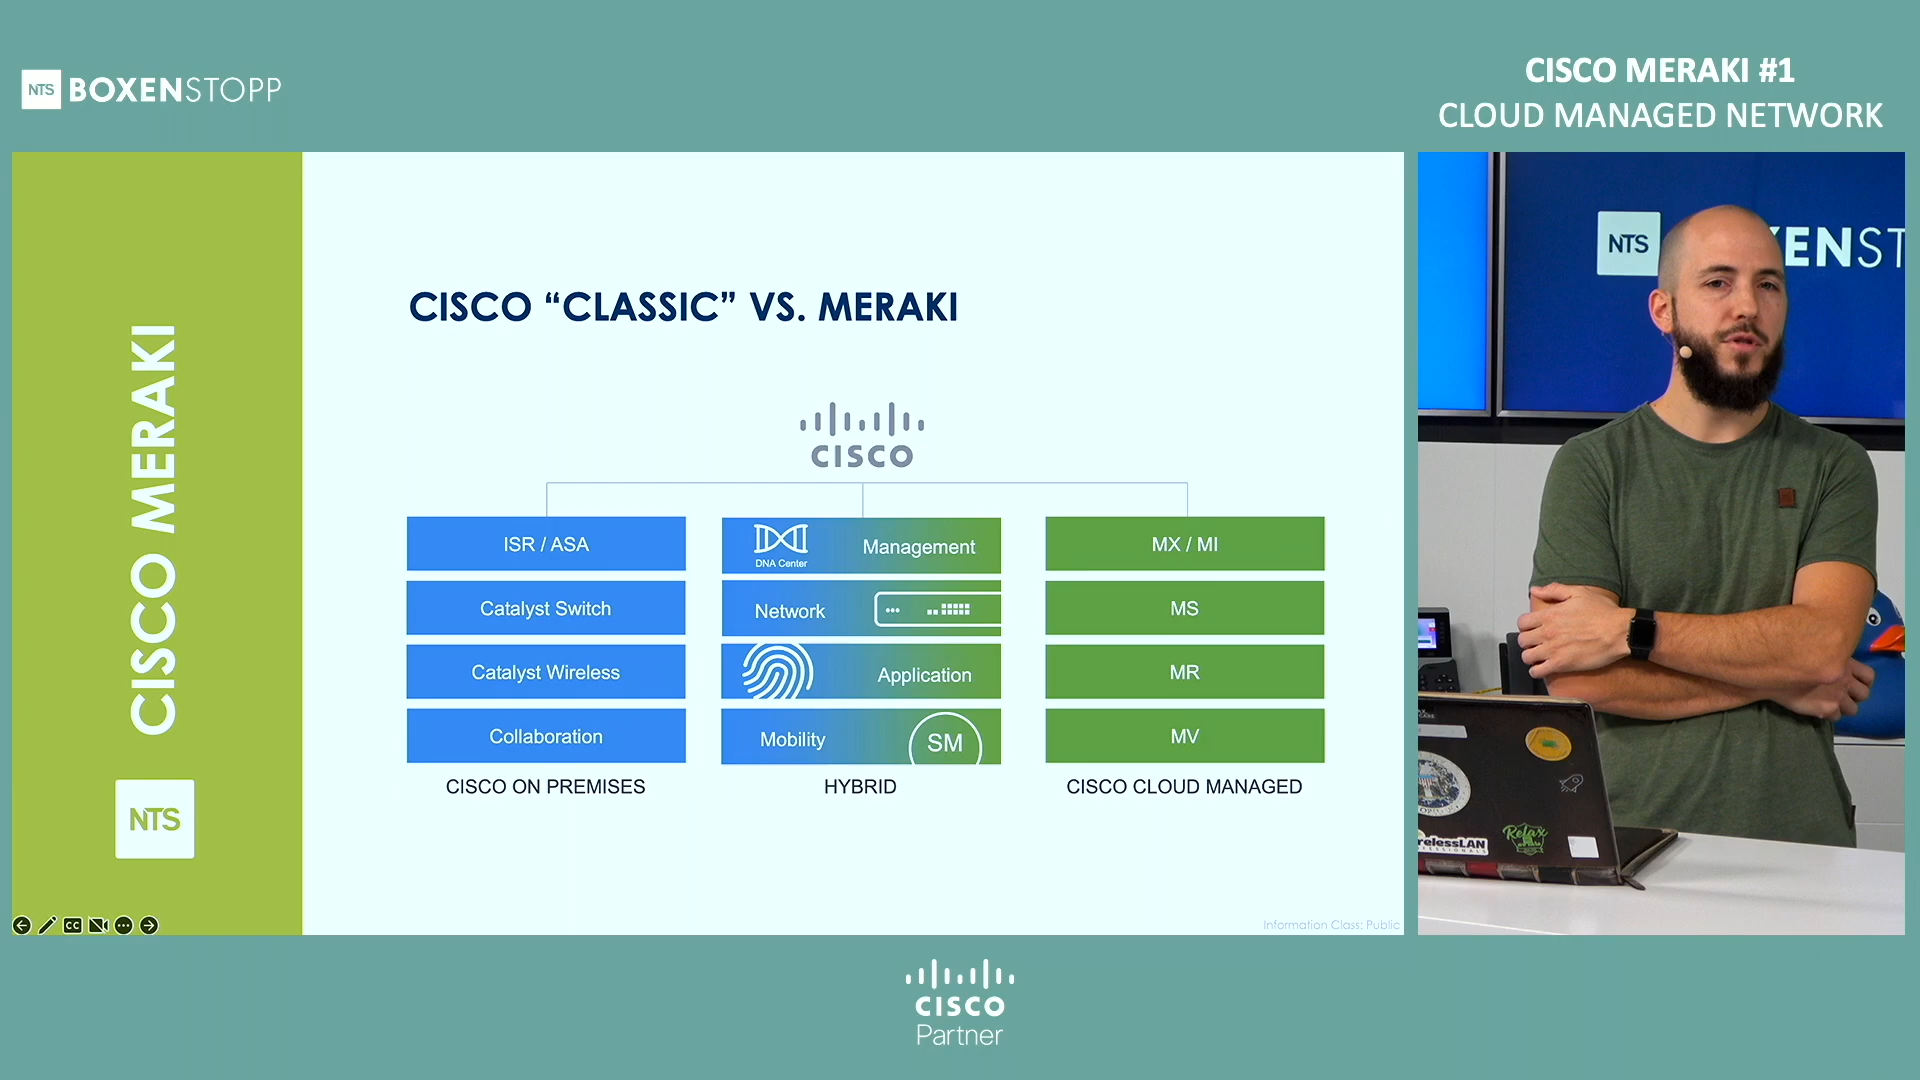 NTS BOXENSTOPP
CISCO MERAKI #1
CLOUD MANAGED NETWORK
CISCO MERAKI
NTS
CISCO “CLASSIC” VS. MERAKI
CISCO
ISR / ASA
Catalyst Switch
Catalyst Wireless
Collaboration
CISCO ON PREMISES
DNA Center
Management
Network
Application
Mobility
SM
HYBRID
MX / MI
MS
MR
MV
CISCO CLOUD MANAGED
CC
Information Class: Public
NTS
ENST
Relax
relessLAN
CISCO
Partner